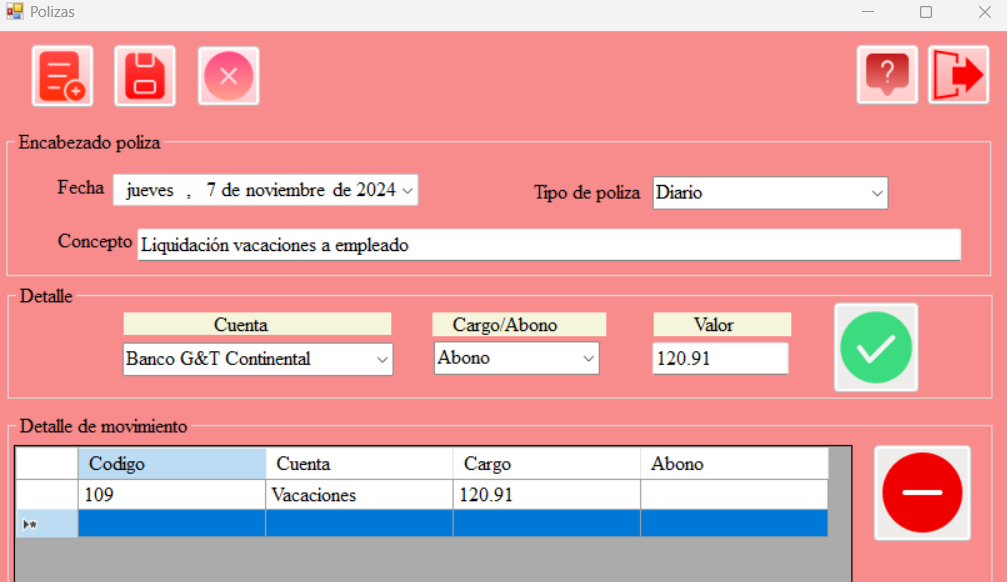 Polizas
?
Encabezado poliza
Fecha jueves , 7 de noviembre de 2024 Tipo de poliza Diario
Concepto Liquidación vacaciones a empleado
Detalle
Cuenta Cargo/Abono Valor
Banco G&T Continental Abono 120.91
Detalle de movimiento
Codigo Cuenta Cargo Abono
109 Vacaciones 120.91